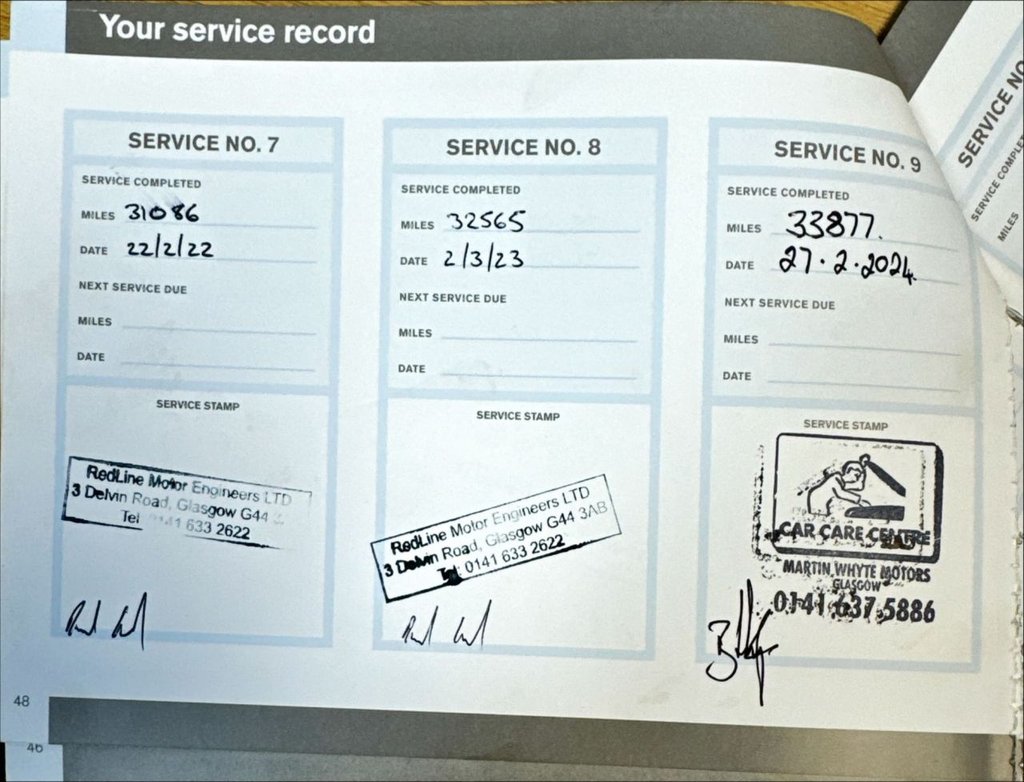 Your service record
SERVICE NO. 7
SERVICE COMPLETED
MILES 31086
DATE 22/2/22
NEXT SERVICE DUE
MILES
DATE
SERVICE STAMP
RedLine Motor Engineers LTD
3 Delvin Road, Glasgow G44
Tel 0141 633 2622
SERVICE NO. 8
SERVICE COMPLETED
MILES 32565
DATE 2/3/23
NEXT SERVICE DUE
MILES
DATE
SERVICE STAMP
RedLine Motor Engineers LTD
3 Delvin Road, Glasgow G44 3AB
Tel: 0141 633 2622
SERVICE NO. 9
SERVICE COMPLETED
MILES 33877.
DATE 27.2.2024.
NEXT SERVICE DUE
MILES
DATE
SERVICE STAMP
CAR CARE CENTRE
MARTIN WHYTE MOTORS
GLASGOW
0141 637 5886
SERVICE NO
SERVICE COMPLETE
MILES
48
46